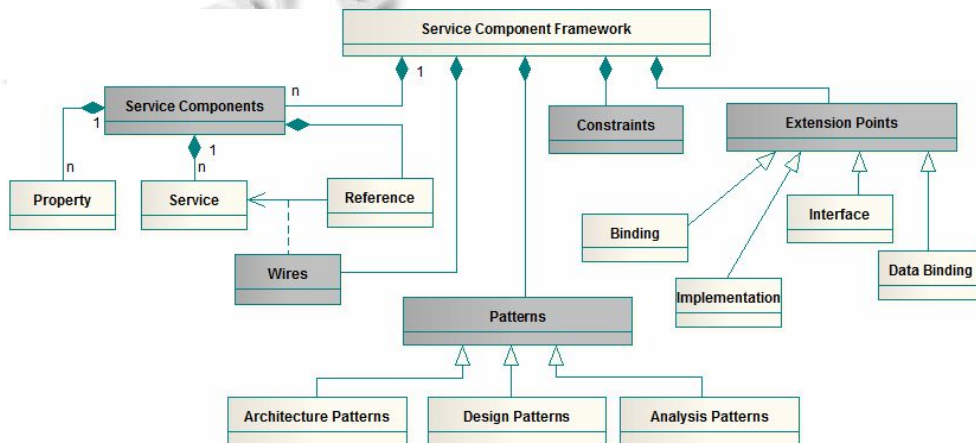 Service Component Framework
1
n
Service Components
Constraints
Extension Points
1
1
n
n
Property
Service
Reference
Interface
Binding
Wires
Data Binding
Implementation
Patterns
Architecture Patterns
Design Patterns
Analysis Patterns